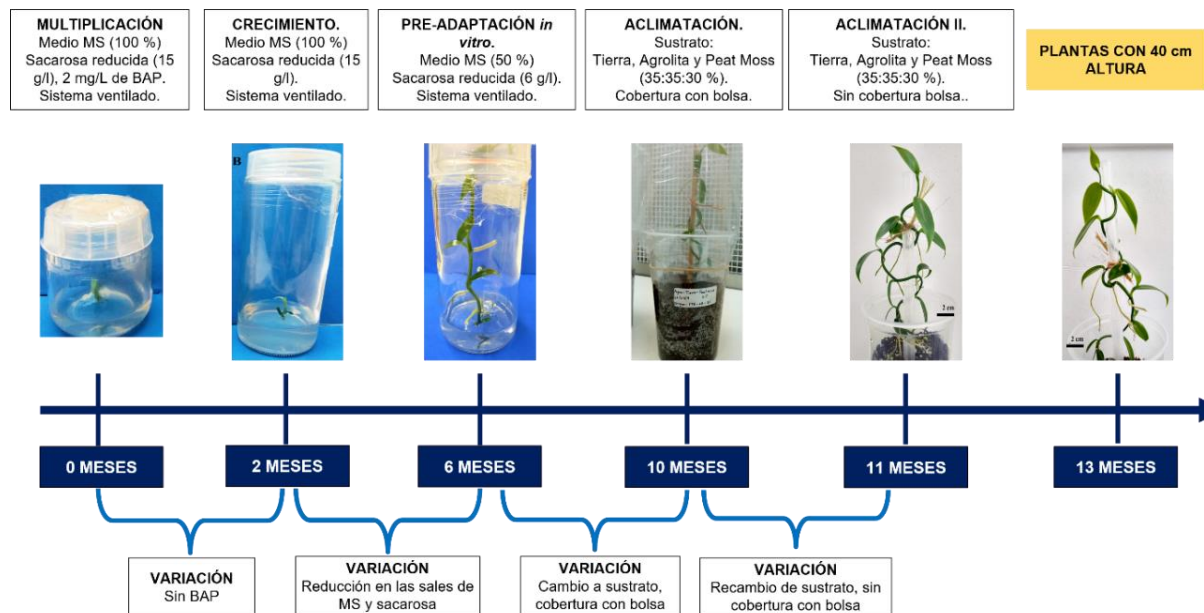 MULTIPLICACIÓN
Medio MS (100 %)
Sacarosa reducida (15
g/l), 2 mg/L de BAP.
Sistema ventilado.
CRECIMIENTO.
Medio MS (100 %)
Sacarosa reducida (15
g/l).
Sistema ventilado.
PRE-ADAPTACIÓN in
vitro.
Medio MS (50 %)
Sacarosa reducida (6 g/l).
Sistema ventilado.
ACLIMATACIÓN.
Sustrato:
Tierra, Agrolita y Peat Moss
(35:35:30 %).
Cobertura con bolsa.
ACLIMATACIÓN II.
Sustrato:
Tierra, Agrolita y Peat Moss
(35:35:30 %).
Sin cobertura bolsa..
PLANTAS CON 40 cm
ALTURA
B
2 cm
2 cm
0 MESES
2 MESES
6 MESES
10 MESES
11 MESES
13 MESES
VARIACIÓN
Sin BAP
VARIACIÓN
Reducción en las sales de
MS y sacarosa
VARIACIÓN
Cambio a sustrato,
cobertura con bolsa
VARIACIÓN
Recambio de sustrato, sin
cobertura con bolsa